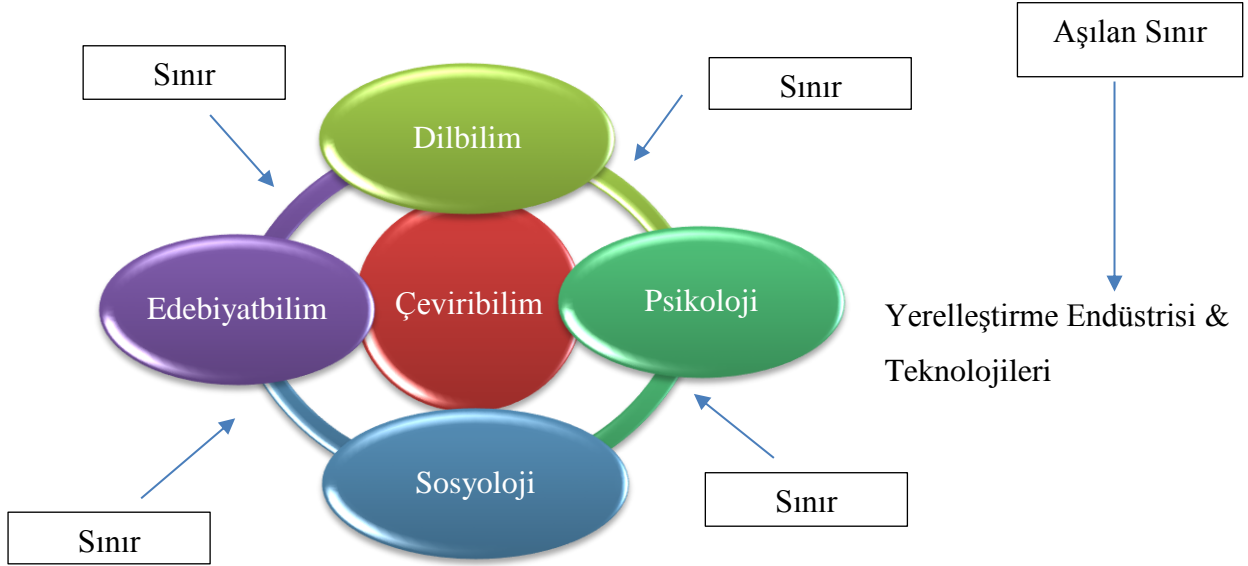 Aşılan Sınır
Sınır
Sınır
Dilbilim
Edebiyatbilim
Çeviribilim
Psikoloji
Yerelleştirme Endüstrisi &
Teknolojileri
Sosyoloji
Sınır
Sınır